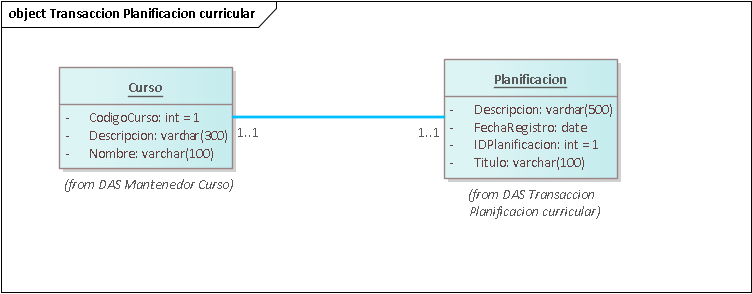 object Transaccion Planificacion curricular
Curso
- CodigoCurso: int = 1
- Descripcion: varchar(300)
- Nombre: varchar(100)
(from DAS Mantenedor Curso)
1..1
1..1
Planificacion
- Descripcion: varchar(500)
- FechaRegistro: date
- IDPlanificacion: int = 1
- Titulo: varchar(100)
(from DAS Transaccion
Planificacion curricular)